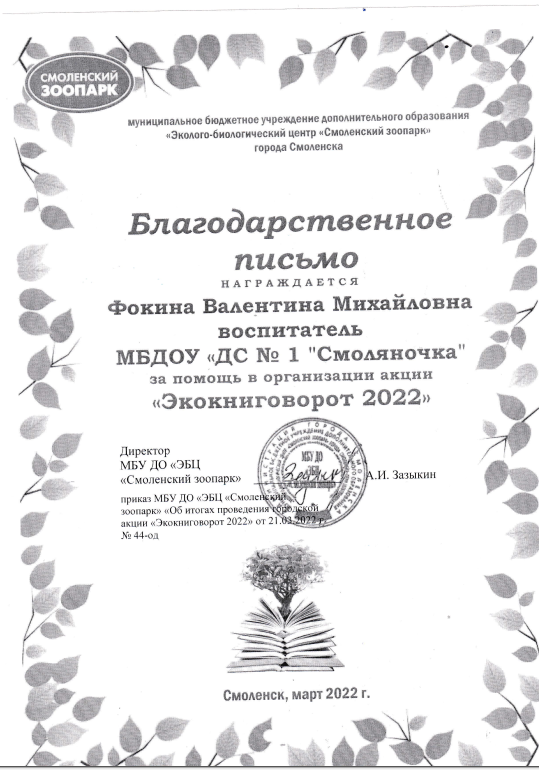 СМОЛЕНСКИЙ
ЗООПАРК
муниципальное бюджетное учреждение дополнительного образования
«Эколого-биологический центр «Смоленский зоопарк»
города Смоленска
Благодарственное
письмо
НАГРАЖДАЕТСЯ
Фокина Валентина Михайловна
воспитатель
МБДОУ «ДС № 1 "Смоляночка"
за помощь в организации акции
«Экокниговорот 2022»
Директор
МБУ ДО «ЭБЦ
«Смоленский зоопарк»
А.И. Зазыкин
МБУ ДО
ЭБЦ
приказ МБУ ДО «ЭБЦ «Смоленский
зоопарк» «Об итогах проведения городской
акции «Экокниговорот 2022» от 21.03.2022 г.
№ 44-од
Смоленск, март 2022 г.